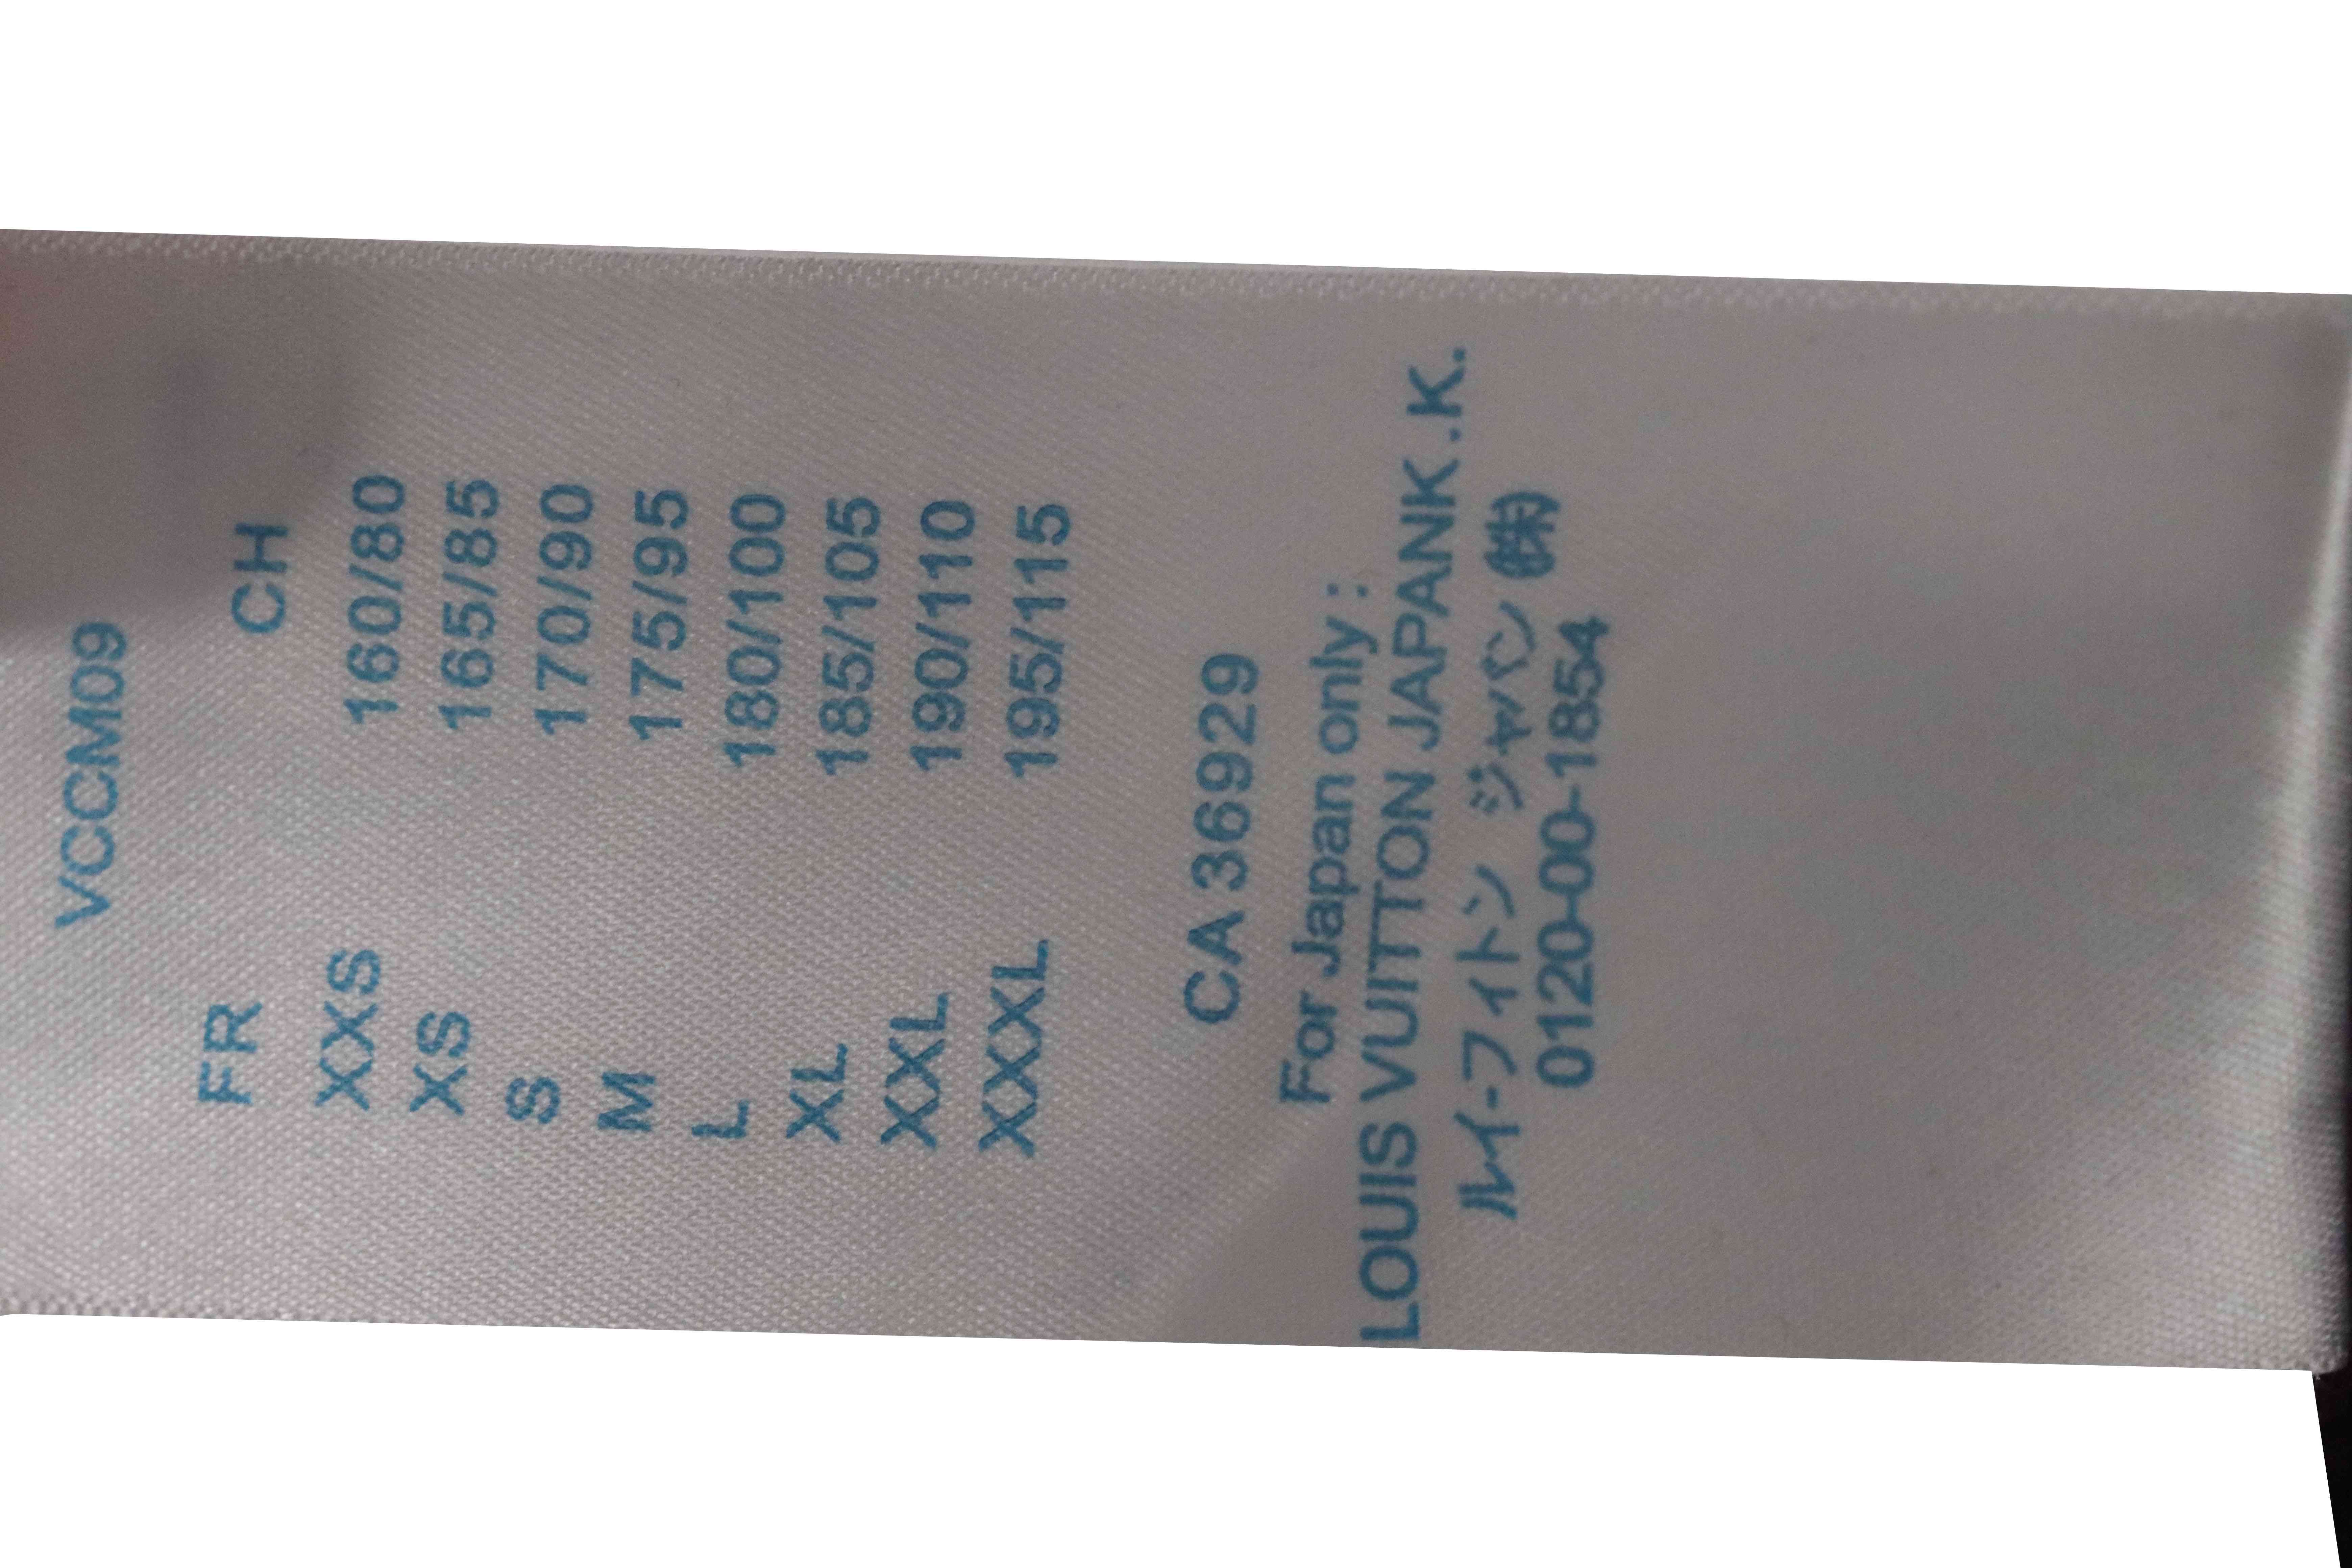 VCCM09
FR CH
XXS 160/80
XS 165/85
S 170/90
M 175/95
L 180/100
XL 185/105
XXL 190/110
XXXL 195/115
CA 36929
For Japan only :
LOUIS VUITTON JAPANK.K.
ルイ-フィトン ジャパン ㈱
0120-00-1854